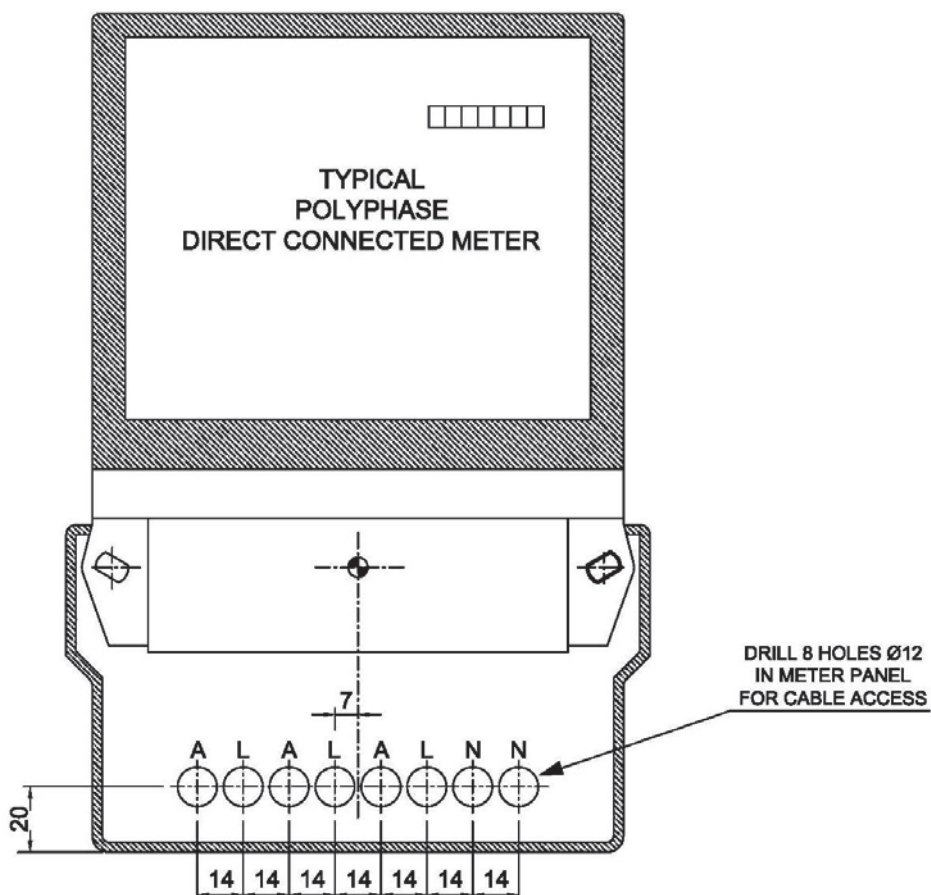 TYPICAL
POLYPHASE
DIRECT CONNECTED METER
DRILL 8 HOLES Ø12
IN METER PANEL
FOR CABLE ACCESS
7
A L A L A L N N
20
14 14 14 14 14 14 14